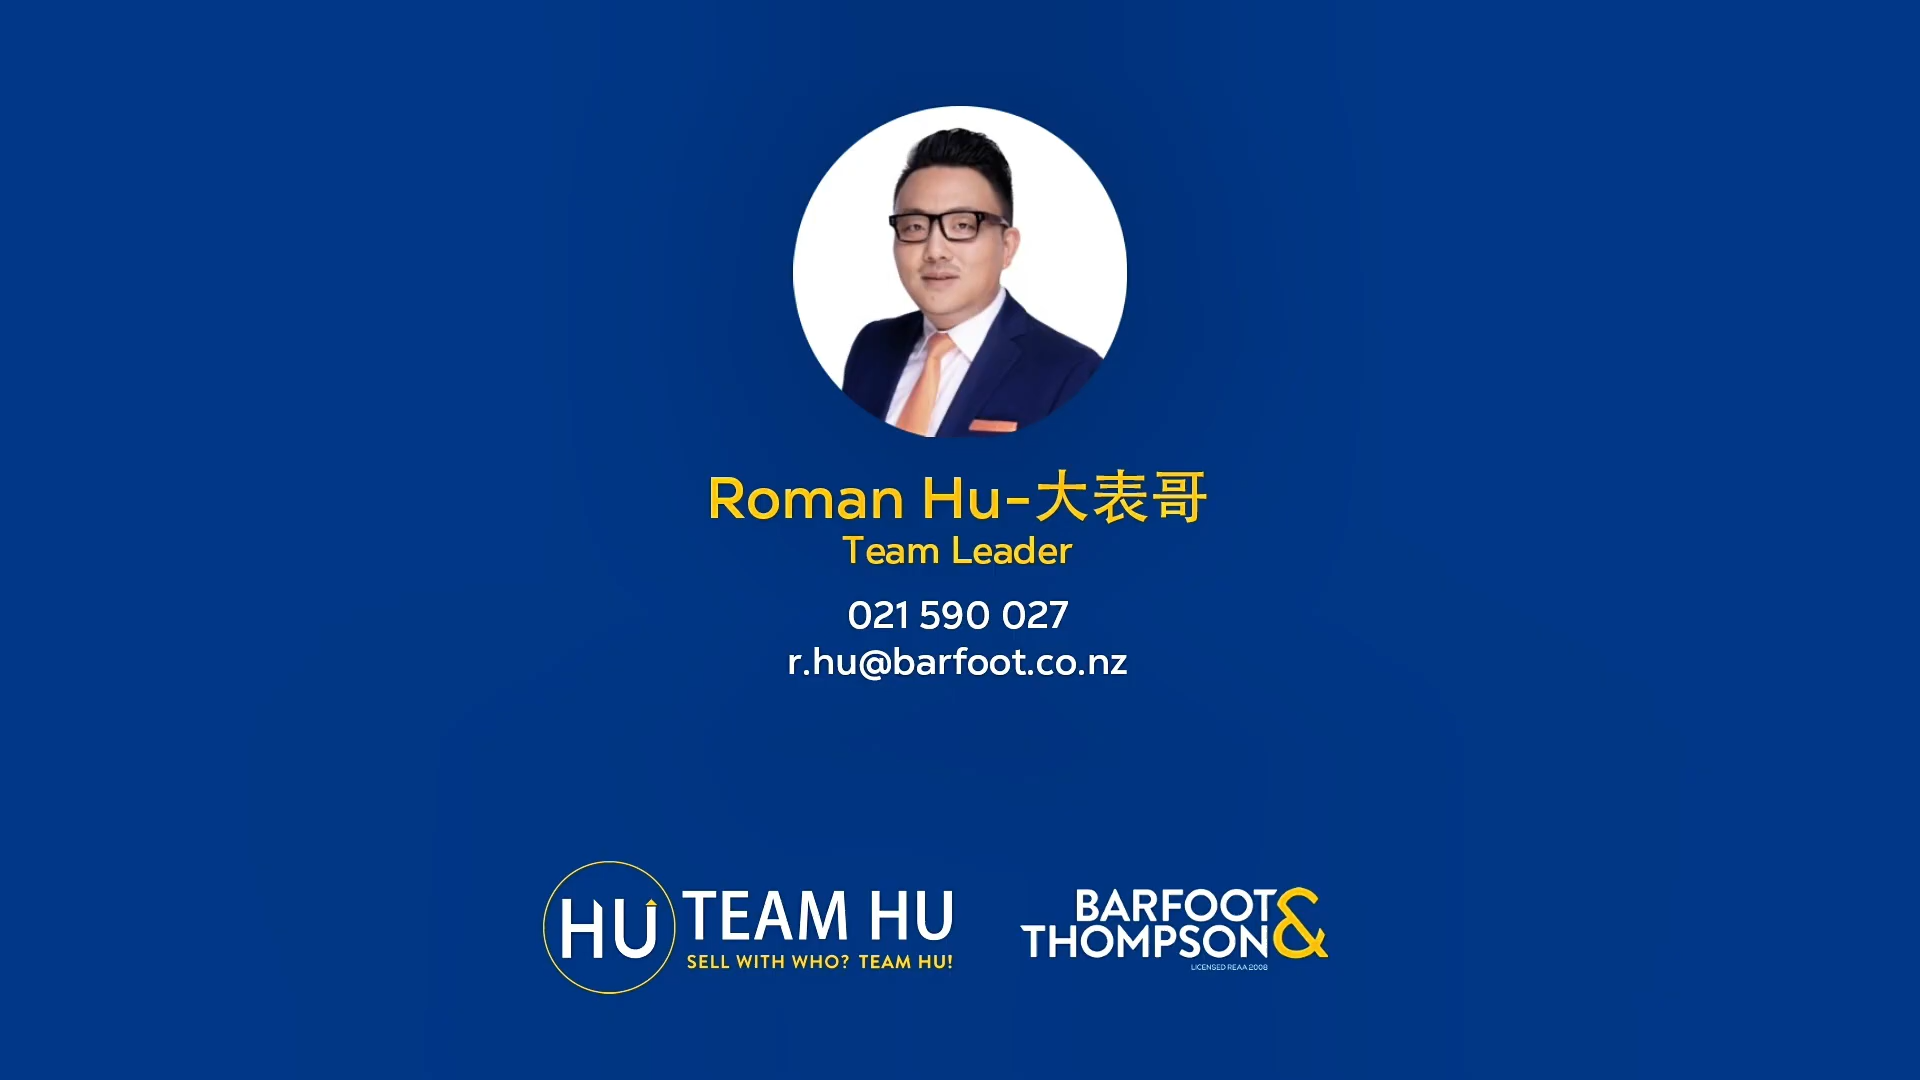 Roman Hu-大表哥
Team Leader
021 590 027
r.hu@barfoot.co.nz
HU TEAM HU
SELL WITH WHO? TEAM HU!
BARFOOT &
THOMPSON
LICENSED REAA 2008